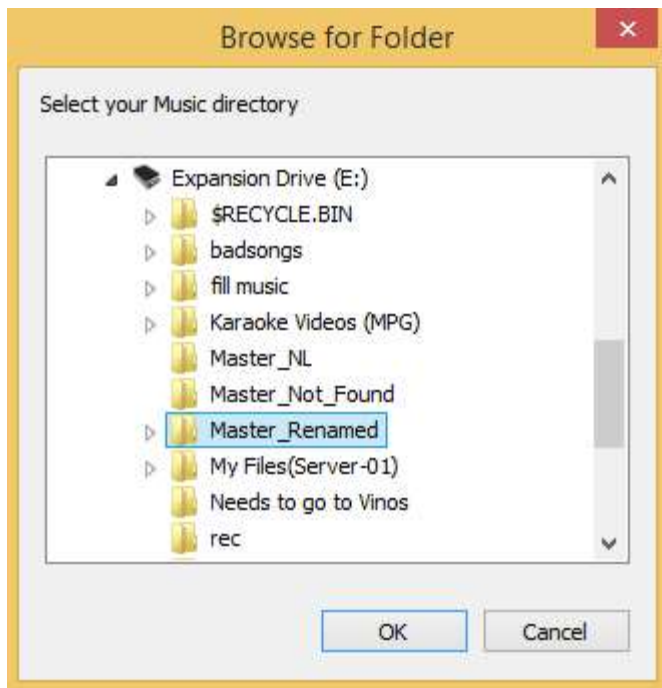 Browse for Folder
Select your Music directory
Expansion Drive (E:)
$RECYCLE.BIN
badsongs
fill music
Karaoke Videos (MPG)
Master_NL
Master_Not_Found
Master_Renamed
My Files(Server-01)
Needs to go to Vinos
rec
OK Cancel